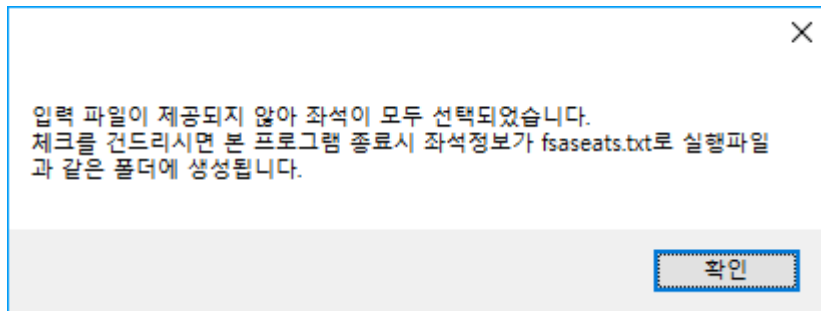 입력 파일이 제공되지 않아 좌석이 모두 선택되었습니다.
체크를 건드리시면 본 프로그램 종료시 좌석정보가 fsaseats.txt로 실행파일
과 같은 폴더에 생성됩니다.
확인